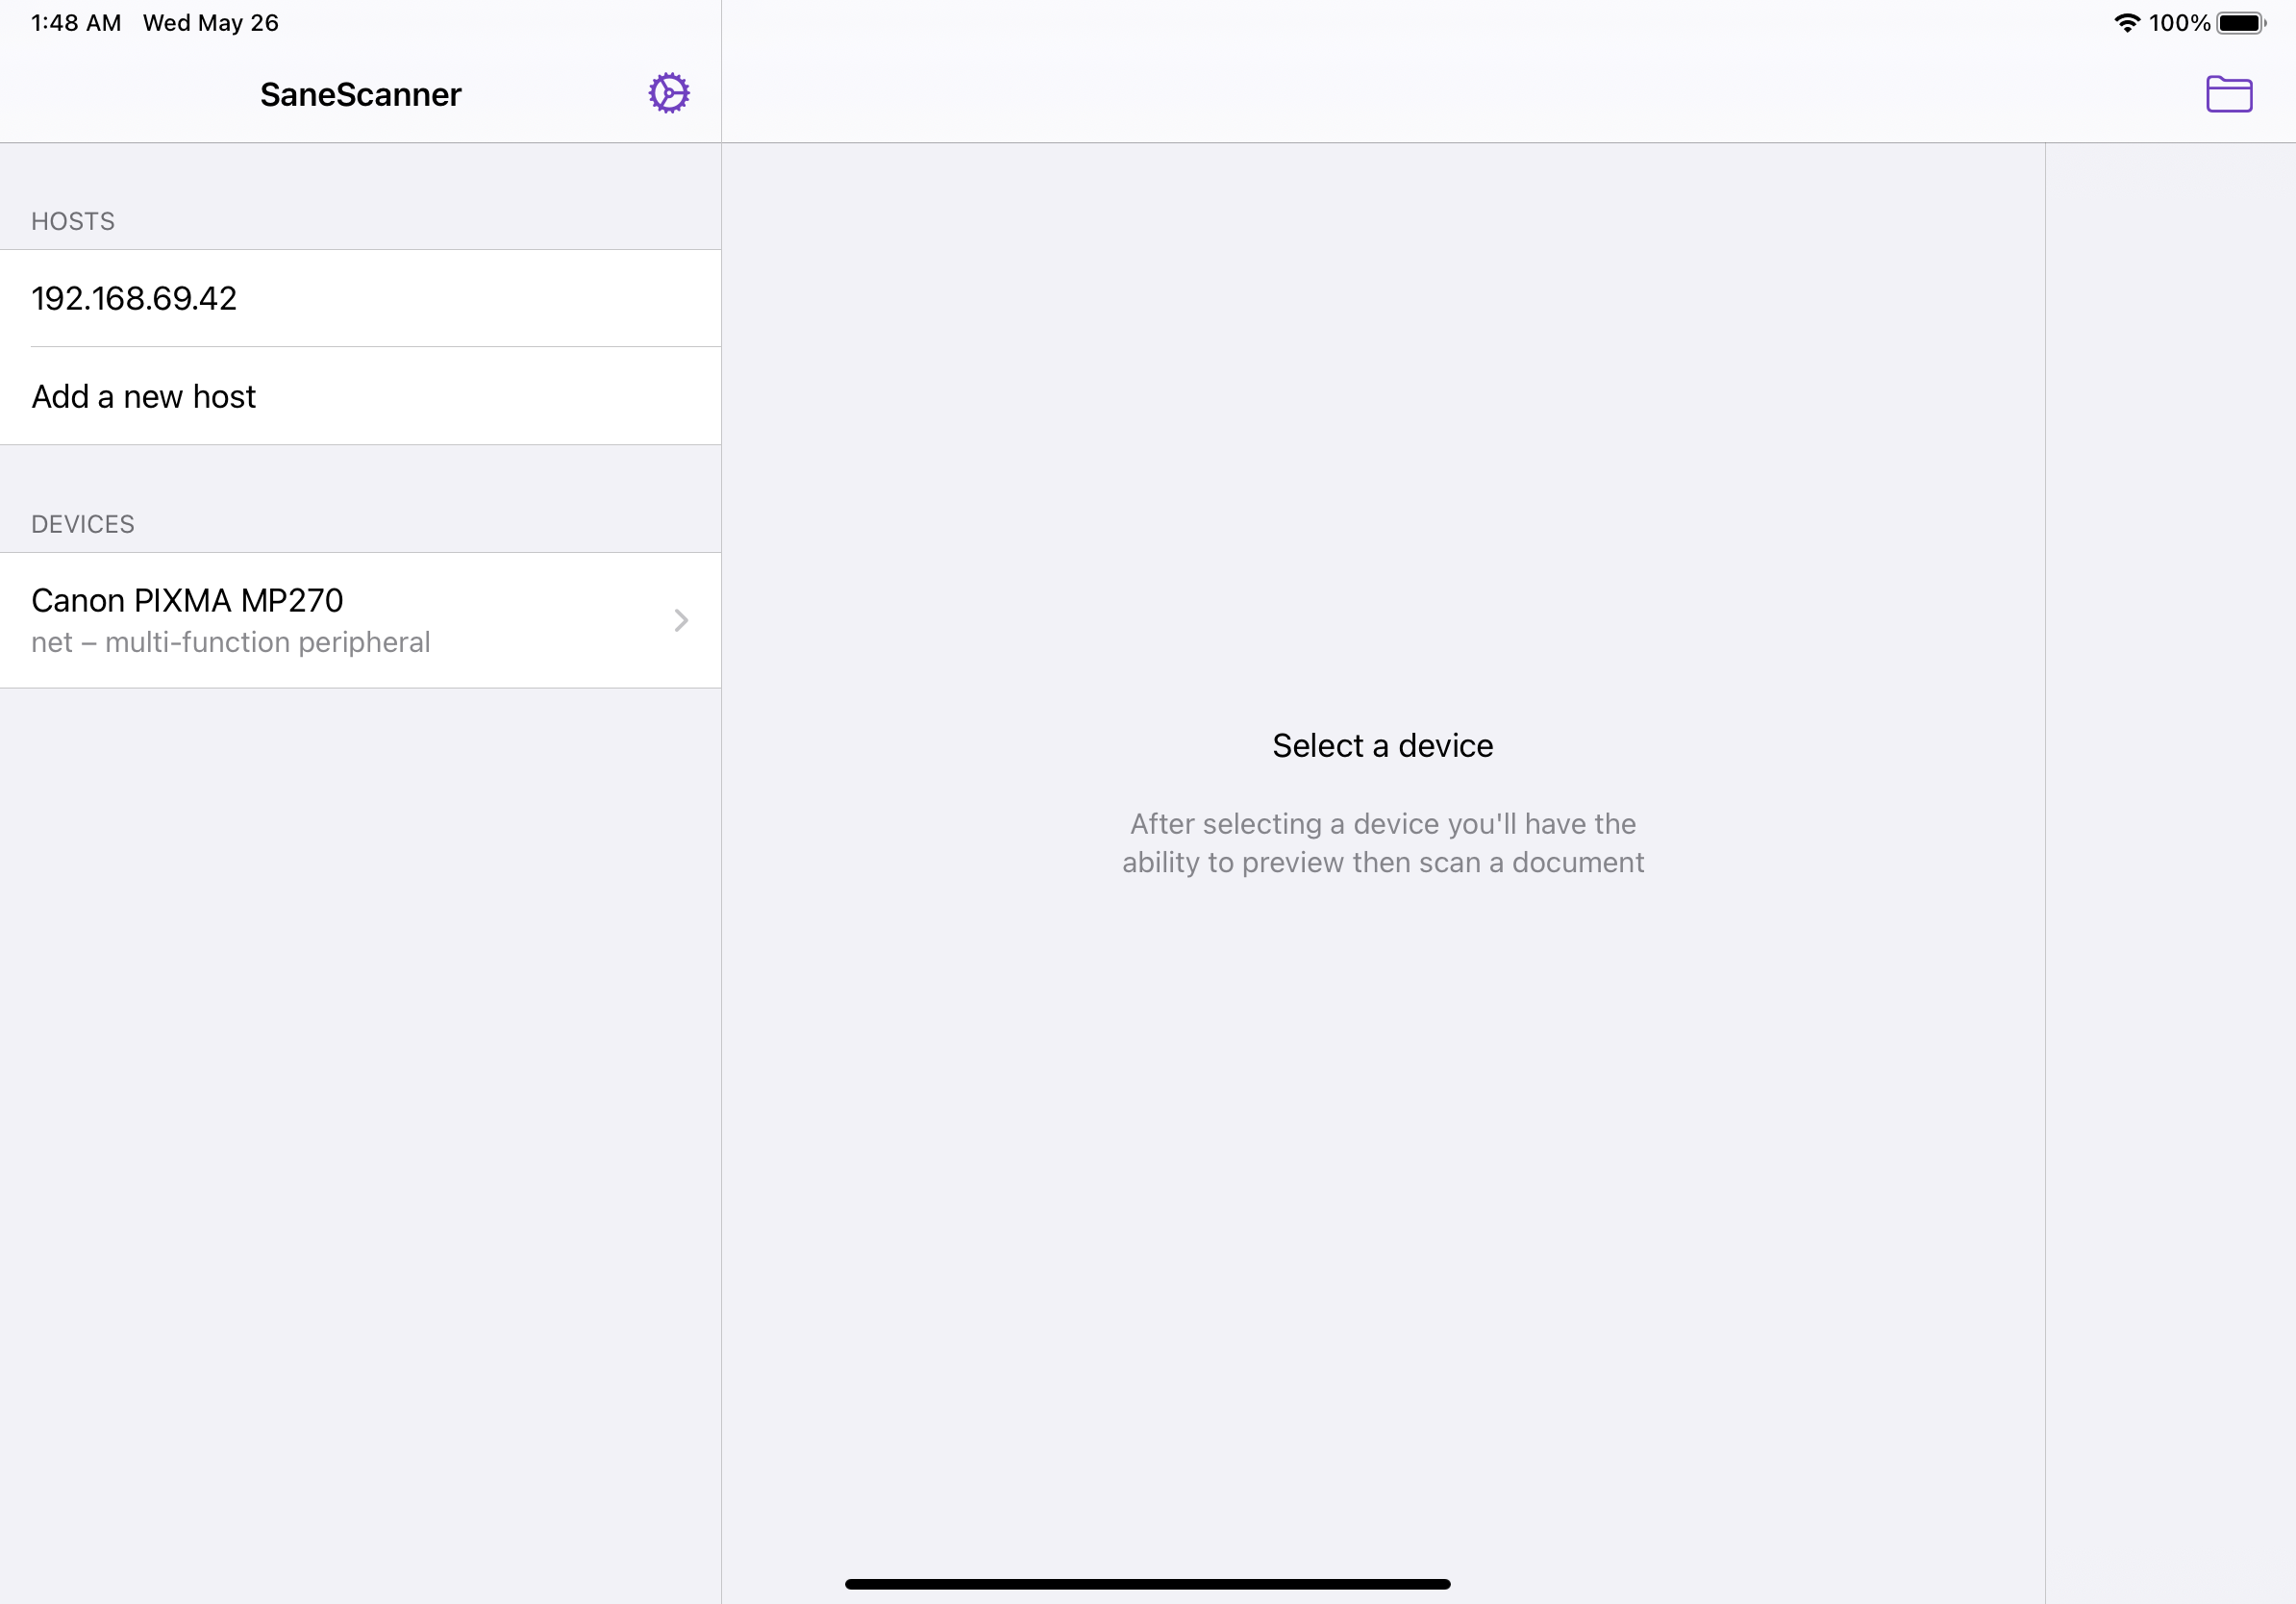 1:48 AM Wed May 26
100%
SaneScanner
HOSTS
192.168.69.42
Add a new host
DEVICES
Canon PIXMA MP270
net – multi-function peripheral
Select a device
After selecting a device you'll have the
ability to preview then scan a document